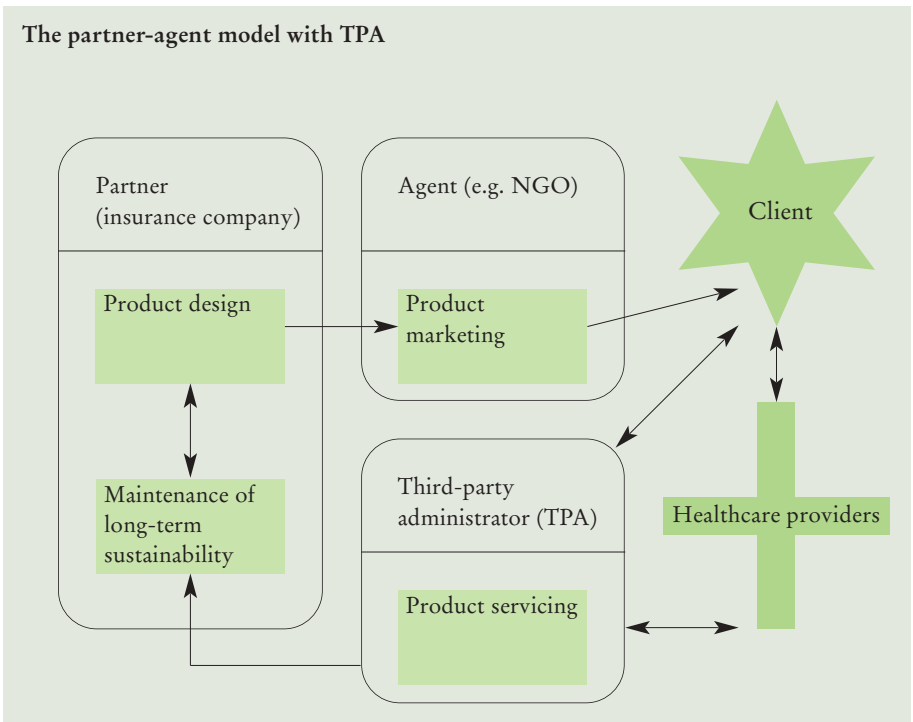 The partner-agent model with TPA
Partner
(insurance company)
Product design
Maintenance of
long-term
sustainability
Agent (e.g. NGO)
Product
marketing
Third-party
administrator (TPA)
Product servicing
Client
Healthcare providers